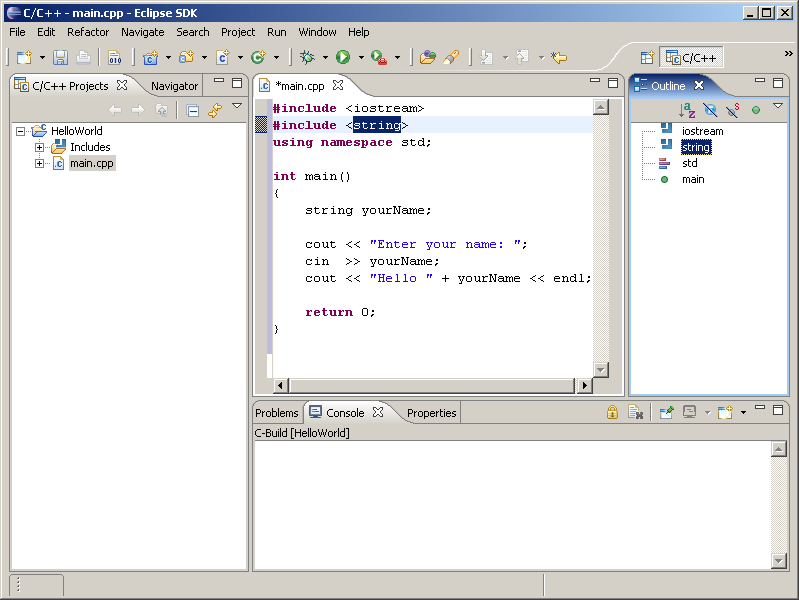 C/C++ - main.cpp - Eclipse SDK
File Edit Refactor Navigate Search Project Run Window Help
010 C/C++ »
C/C++ Projects Navigator
HelloWorld
Includes
main.cpp
*main.cpp
#include <iostream>
#include <string>
using namespace std;
int main()
{
string yourName;
cout << "Enter your name: ";
cin >> yourName;
cout << "Hello " + yourName << endl;
return 0;
}
Outline
iostream
string
std
main
Problems Console Properties
C-Build [HelloWorld]